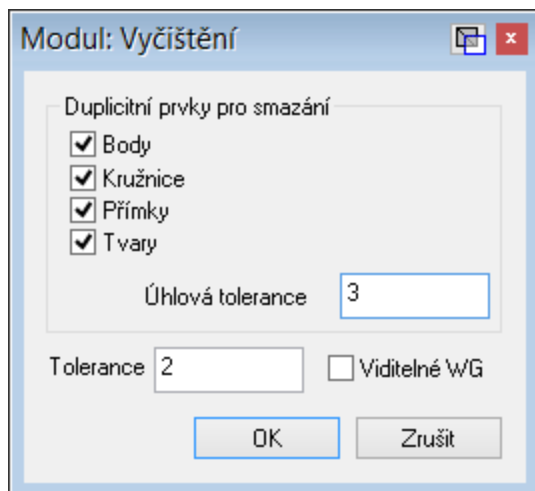 Modul: Vyčištění
Duplicitní prvky pro smazání
Body
Kružnice
Přímky
Tvary
Úhlová tolerance 3
Tolerance 2 Viditelné WG
OK Zrušit